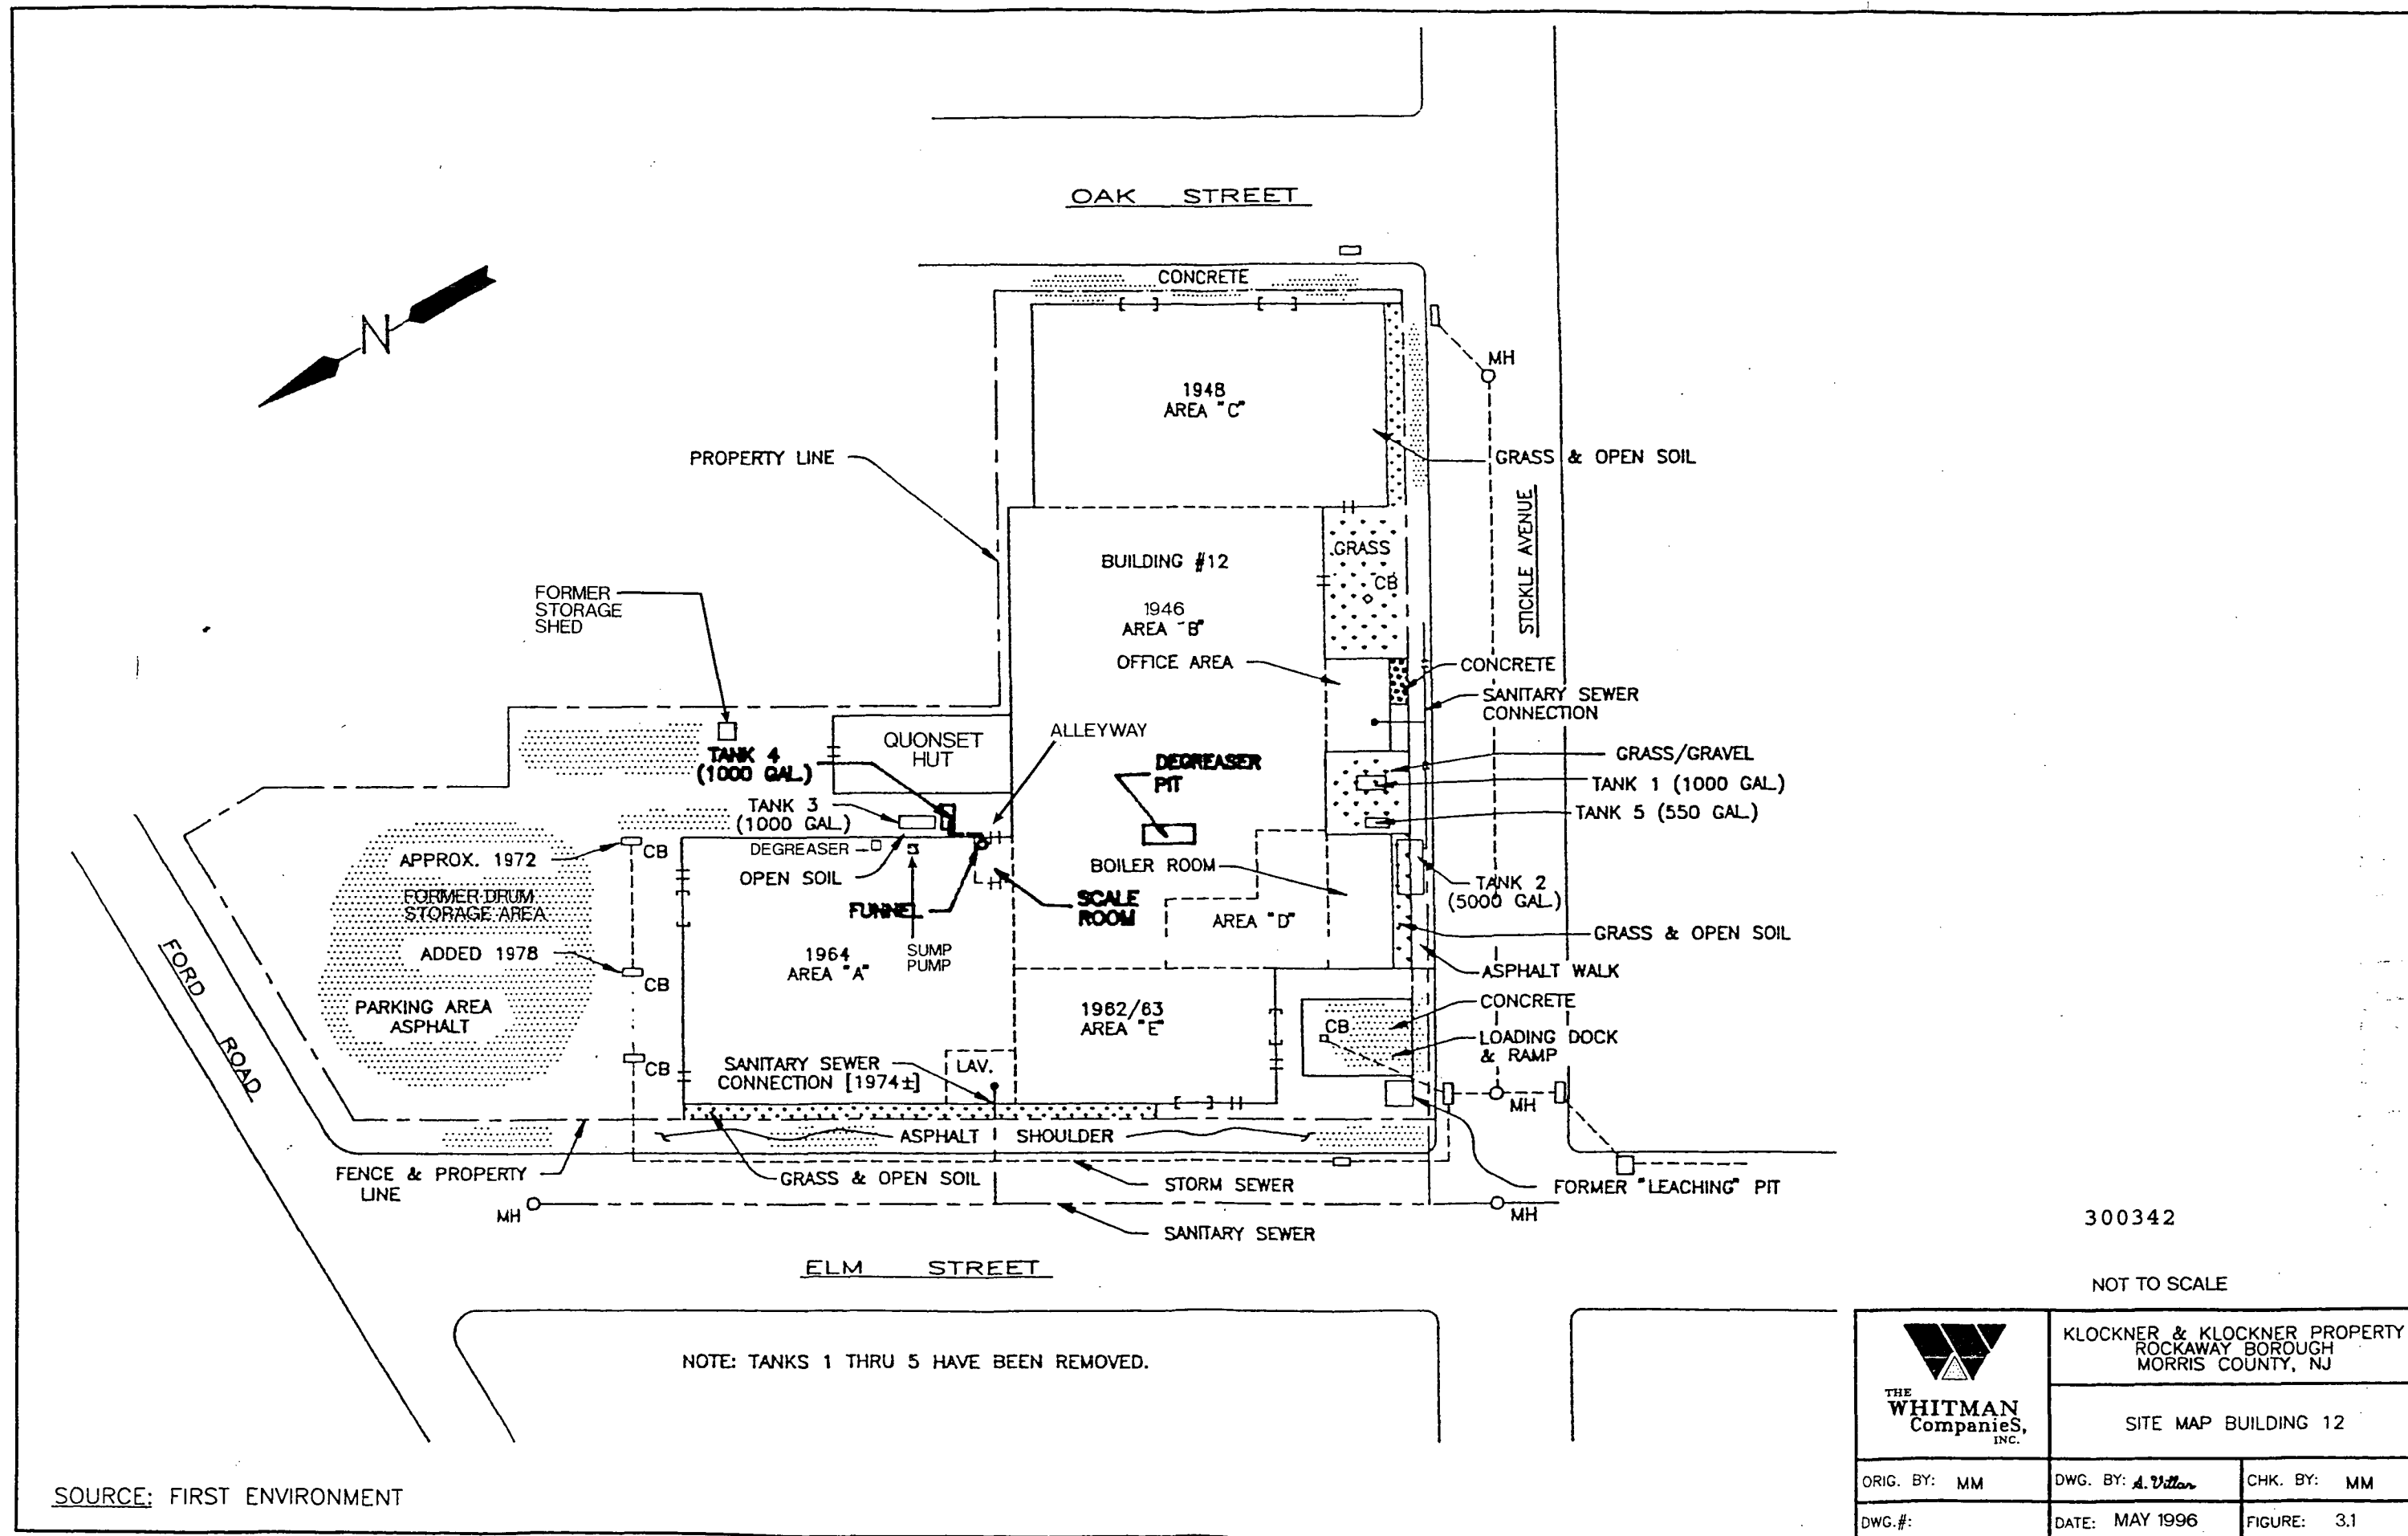 OAK STREET
CONCRETE
N
MH
1948
AREA "C"
PROPERTY LINE
GRASS & OPEN SOIL
STICKLE AVENUE
BUILDING #12
GRASS
CB
FORMER
STORAGE
SHED
1946
AREA "B"
OFFICE AREA
CONCRETE
SANITARY SEWER
CONNECTION
QUONSET
HUT
ALLEYWAY
TANK 4
(1000 GAL.)
DEGREASER
PIT
GRASS/GRAVEL
TANK 1 (1000 GAL.)
TANK 3
(1000 GAL.)
TANK 5 (550 GAL.)
DEGREASER
APPROX. 1972
CB
OPEN SOIL
BOILER ROOM
TANK 2
(5000 GAL.)
FORMER DRUM
STORAGE AREA
FUNNEL
SCALE
ROOM
AREA "D"
GRASS & OPEN SOIL
ADDED 1978
1964
AREA "A"
SUMP
PUMP
ASPHALT WALK
CB
FORD ROAD
PARKING AREA
ASPHALT
1962/63
AREA "E"
CONCRETE
CB
LOADING DOCK
& RAMP
CB
SANITARY SEWER
CONNECTION [1974±]
LAV.
MH
ASPHALT SHOULDER
FENCE & PROPERTY
LINE
GRASS & OPEN SOIL
STORM SEWER
FORMER "LEACHING" PIT
MH
MH
SANITARY SEWER
300342
ELM STREET
NOT TO SCALE
NOTE: TANKS 1 THRU 5 HAVE BEEN REMOVED.
THE
WHITMAN
CompanieS,
INC.
KLOCKNER & KLOCKNER PROPERTY
ROCKAWAY BOROUGH
MORRIS COUNTY, NJ
SITE MAP BUILDING 12
ORIG. BY: MM
DWG. BY: A. Villar
CHK. BY: MM
DWG.#:
DATE: MAY 1996
FIGURE: 3.1
SOURCE: FIRST ENVIRONMENT